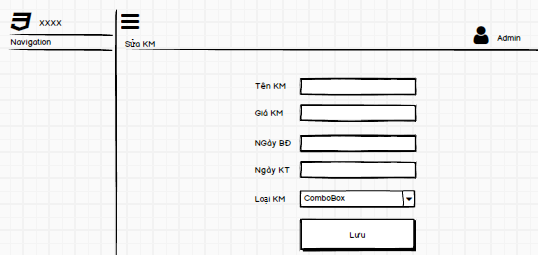 XXXX
Navigation
Sửa KM
Admin
Tên KM
Giá KM
NGày BĐ
Ngày KT
Loại KM
ComboBox
Lưu